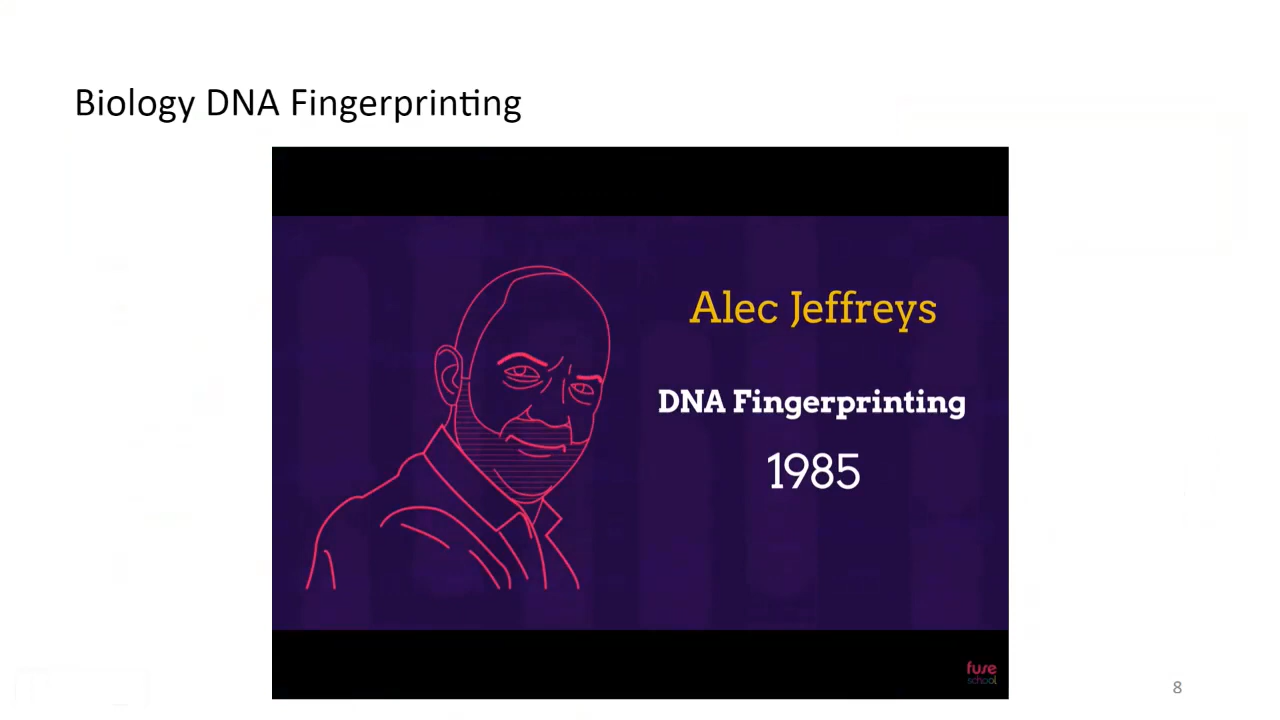 Biology DNA Fingerprinting
Alec Jeffreys
DNA Fingerprinting
1985
fuse
school
8